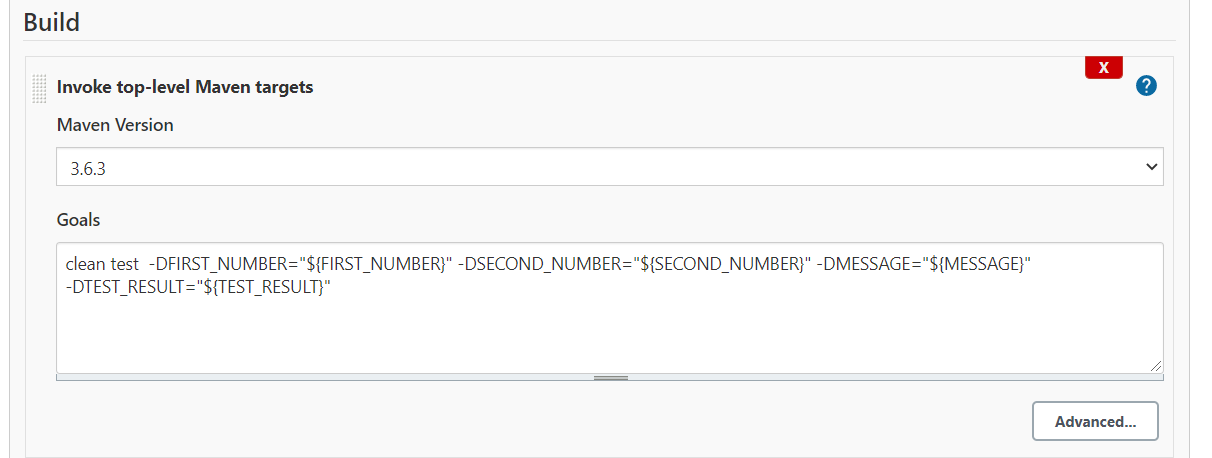 Build
X
Invoke top-level Maven targets
?
Maven Version
3.6.3
Goals
clean test  -DFIRST_NUMBER="${FIRST_NUMBER}" -DSECOND_NUMBER="${SECOND_NUMBER}" -DMESSAGE="${MESSAGE}"
-DTEST_RESULT="${TEST_RESULT}"
Advanced...